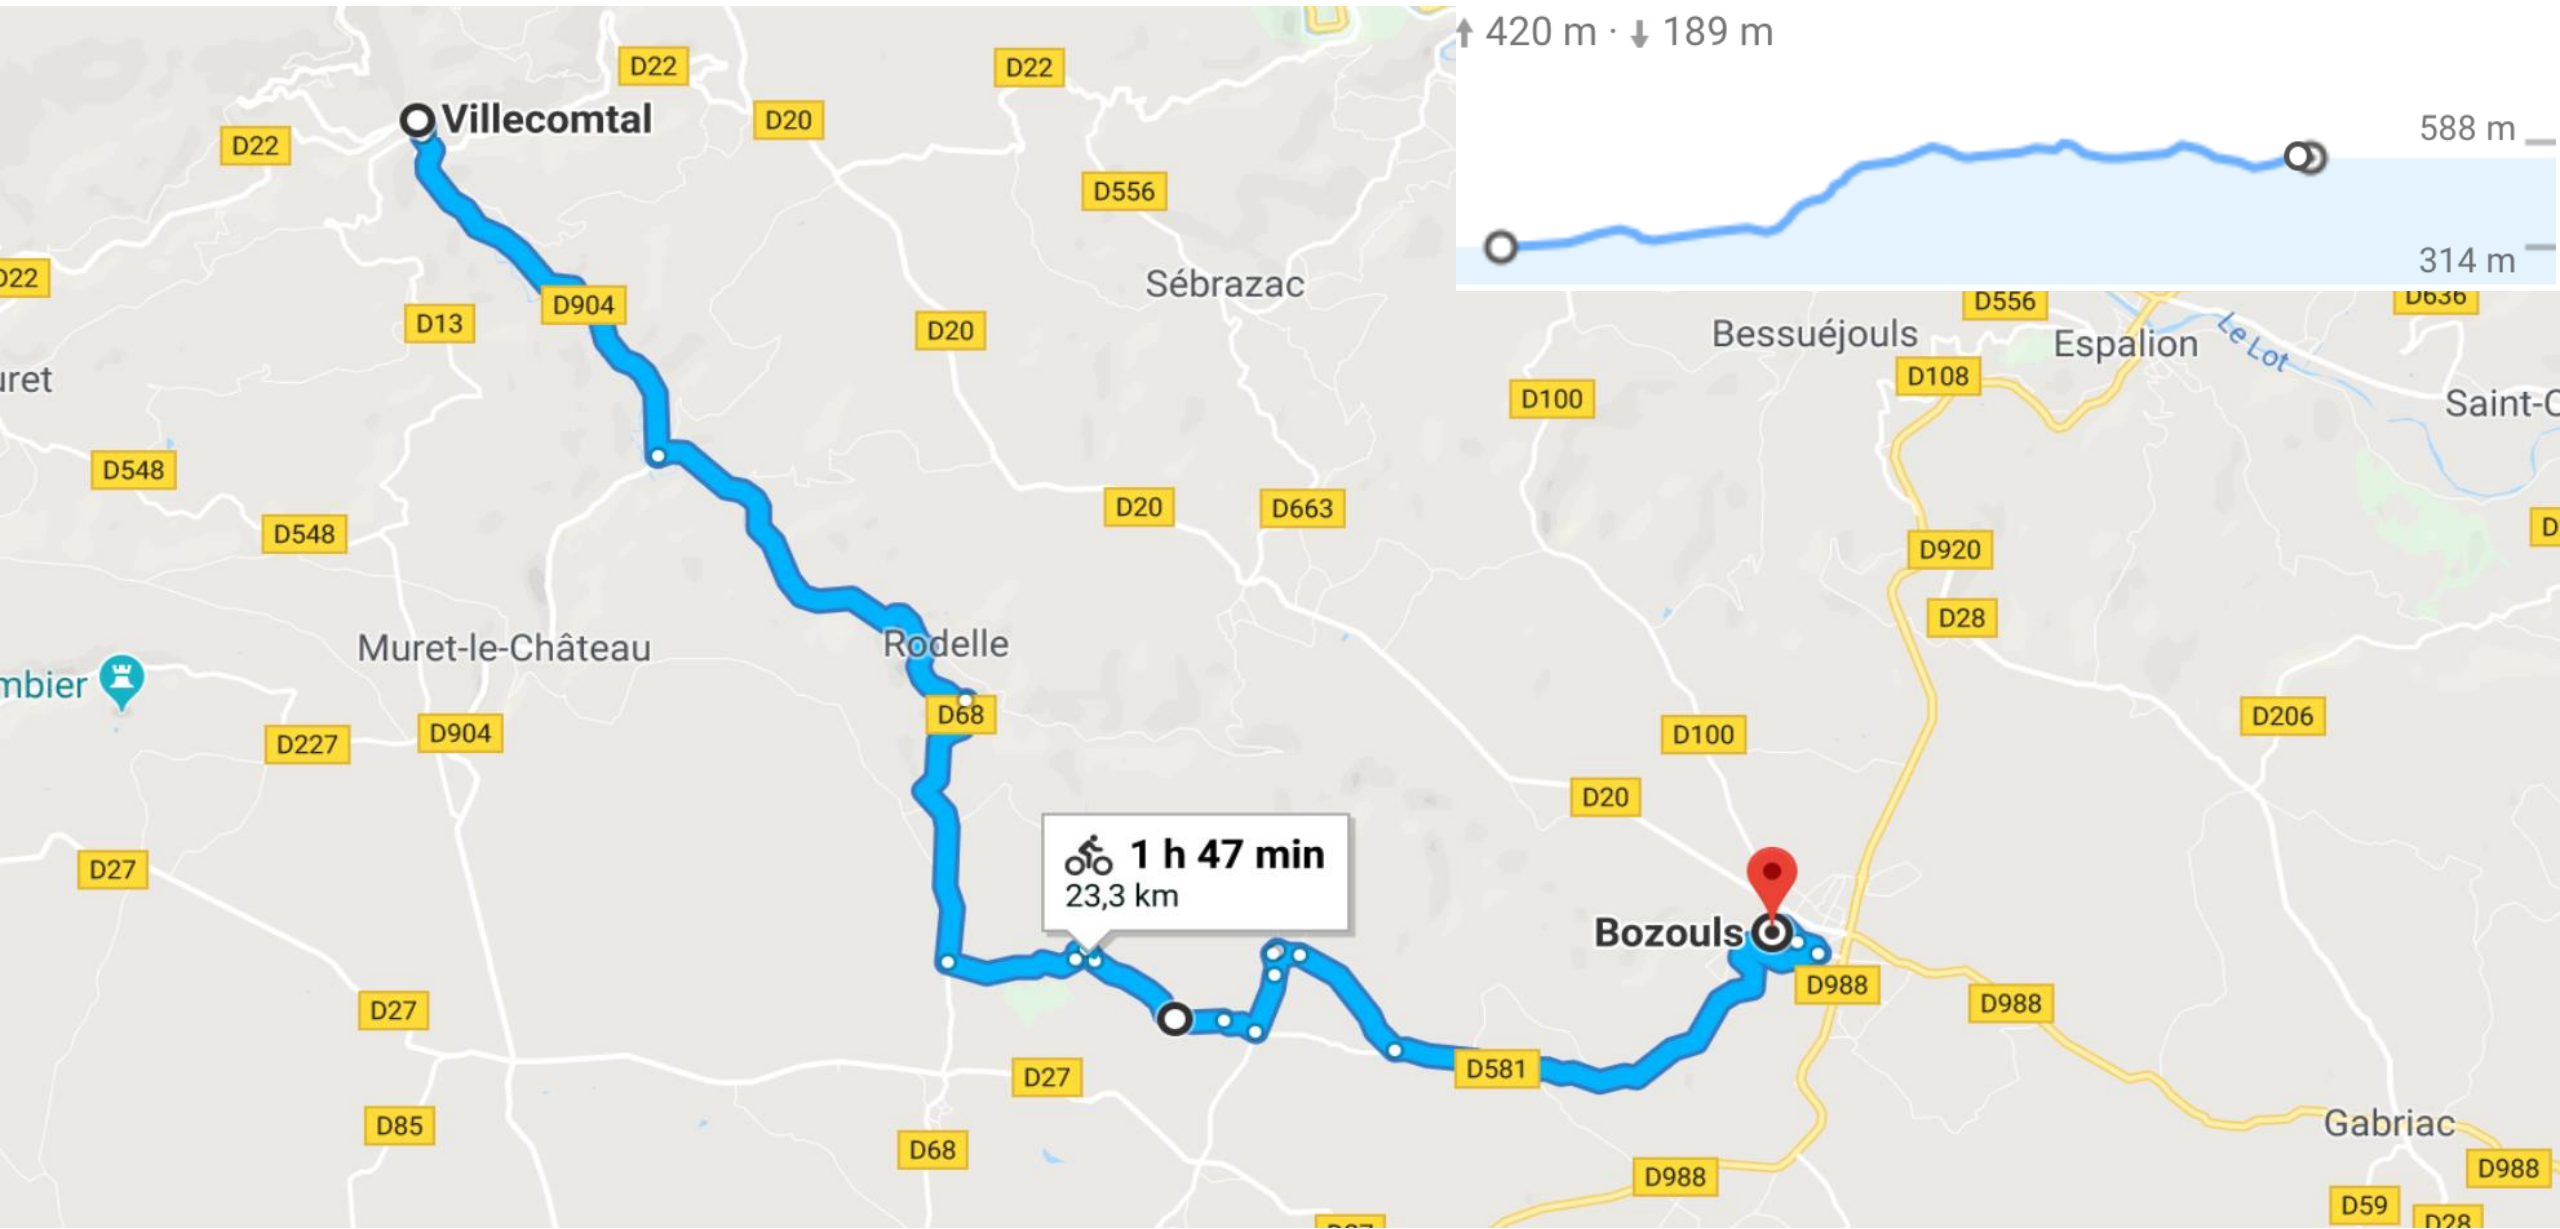 ↑ 420 m · ↓ 189 m
588 m
314 m
D22
D22
D20
Villecomtal
D22
D556
D22
Sébrazac
D904
D13
D20
D556
D636
Bessuéjouls
Espalion
Le Lot
D108
D100
Saint-
D548
D20
D663
D548
D920
D28
Rodelle
Muret-le-Château
D68
D206
D904
D227
D100
D20
1 h 47 min
23,3 km
D27
Bozouls
D988
D988
D27
D581
D27
D85
Gabriac
D68
D988
D988
D59
D28